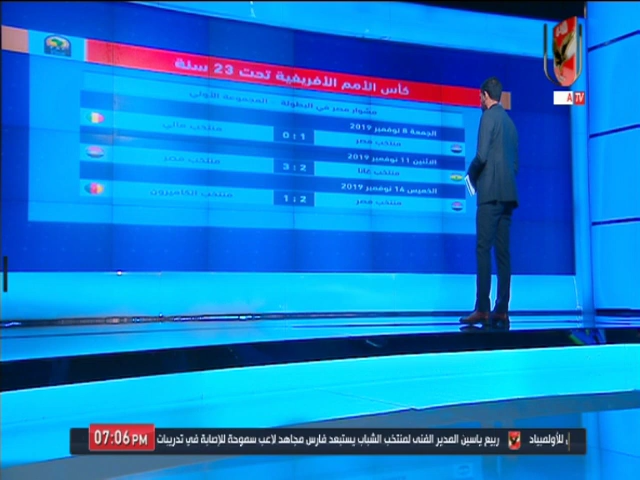 كأس الأمم الأفريقية تحت 23 سنة
مشوار مصر في البطولة - المجموعة الأولى
الجمعة 8 نوفمبر 2019
منتخب مصر 0 : 1 منتخب مالي
الأثنين 11 نوفمبر 2019
منتخب غانا 3 : 2 منتخب مصر
الخميس 14 نوفمبر 2019
منتخب مصر 1 : 2 منتخب الكاميرون
A TV
للأولمبياد ربيع ياسين المدير الفنى لمنتخب الشباب يستبعد فارس مجاهد لاعب سموحة للإصابة في تدريبات
07:06 PM